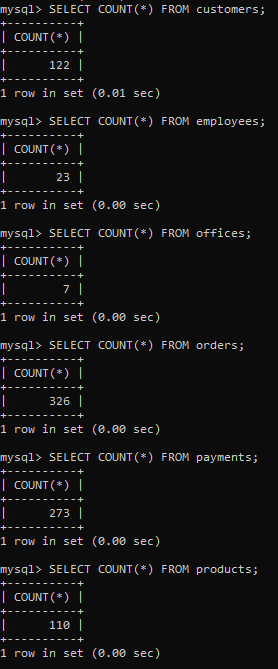 mysql> SELECT COUNT(*) FROM customers;
+----------+
| COUNT(*) |
+----------+
|      122 |
+----------+
1 row in set (0.01 sec)
mysql> SELECT COUNT(*) FROM employees;
+----------+
| COUNT(*) |
+----------+
|       23 |
+----------+
1 row in set (0.00 sec)
mysql> SELECT COUNT(*) FROM offices;
+----------+
| COUNT(*) |
+----------+
|        7 |
+----------+
1 row in set (0.00 sec)
mysql> SELECT COUNT(*) FROM orders;
+----------+
| COUNT(*) |
+----------+
|      326 |
+----------+
1 row in set (0.00 sec)
mysql> SELECT COUNT(*) FROM payments;
+----------+
| COUNT(*) |
+----------+
|      273 |
+----------+
1 row in set (0.00 sec)
mysql> SELECT COUNT(*) FROM products;
+----------+
| COUNT(*) |
+----------+
|      110 |
+----------+
1 row in set (0.00 sec)